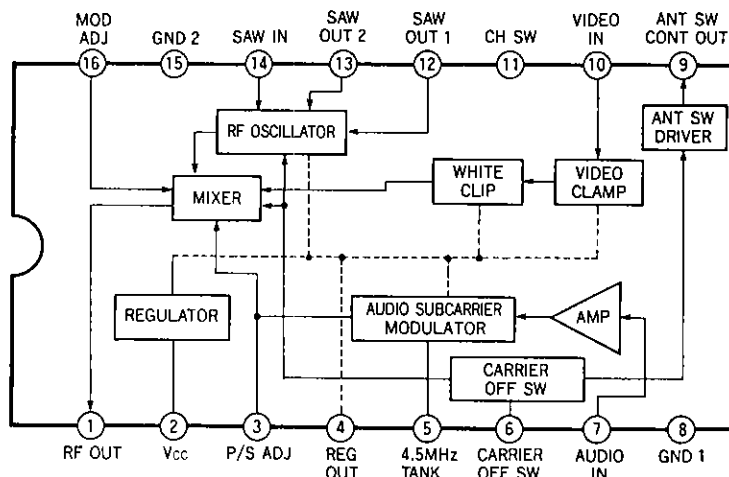 MOD
ADJ
GND 2
SAW IN
SAW
OUT 2
SAW
OUT 1
CH SW
VIDEO
IN
ANT SW
CONT OUT
16
15
14
13
12
11
10
9
RF OSCILLATOR
ANT SW
DRIVER
MIXER
WHITE
CLIP
VIDEO
CLAMP
REGULATOR
AUDIO SUBCARRIER
MODULATOR
AMP
CARRIER
OFF SW
1
2
3
4
5
6
7
8
RF OUT
Vcc
P/S ADJ
REG
OUT
4.5MHz
TANK
CARRIER
OFF SW
AUDIO
IN
GND 1